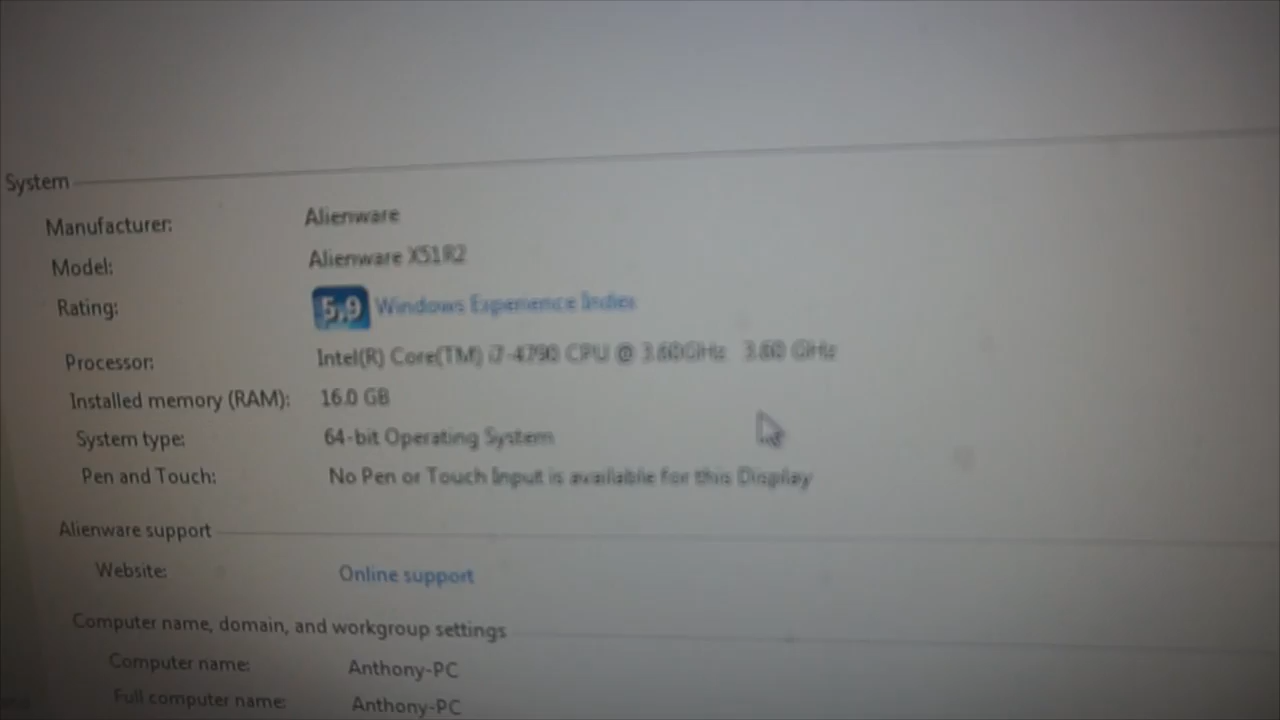 System
Manufacturer: Alienware
Model: Alienware X51R2
Rating: 5,9 Windows Experience Index
Processor: Intel(R) Core(TM) i7-4790 CPU @ 3.60GHz 3.60 GHz
Installed memory (RAM): 16.0 GB
System type: 64-bit Operating System
Pen and Touch: No Pen or Touch Input is available for this Display
Alienware support
Website: Online support
Computer name, domain, and workgroup settings
Computer name: Anthony-PC
Full computer name: Anthony-PC